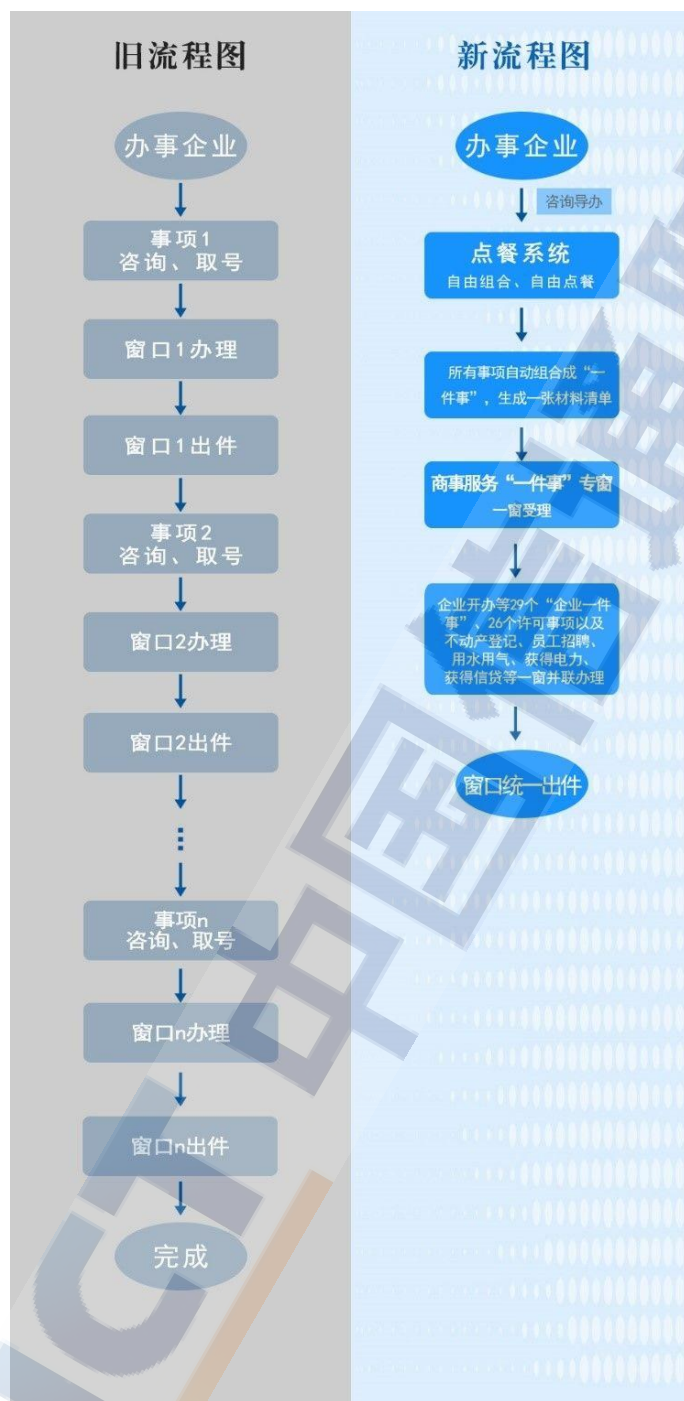 旧流程图
办事企业
事项1
咨询、取号
窗口1办理
窗口1出件
事项2
咨询、取号
窗口2办理
窗口2出件
⋮
事项n
咨询、取号
窗口n办理
窗口n出件
完成
新流程图
办事企业
咨询导办
点餐系统
自由组合、自由点餐
所有事项自动组合成“一
件事”，生成一张材料清单
商事服务“一件事”专窗
一窗受理
企业开办等29个“企业一件
事”、26个许可事项以及
不动产登记、员工招聘、
用水用气、获得电力、
获得信贷等一窗并联办理
窗口统一出件
ICT中国信通院